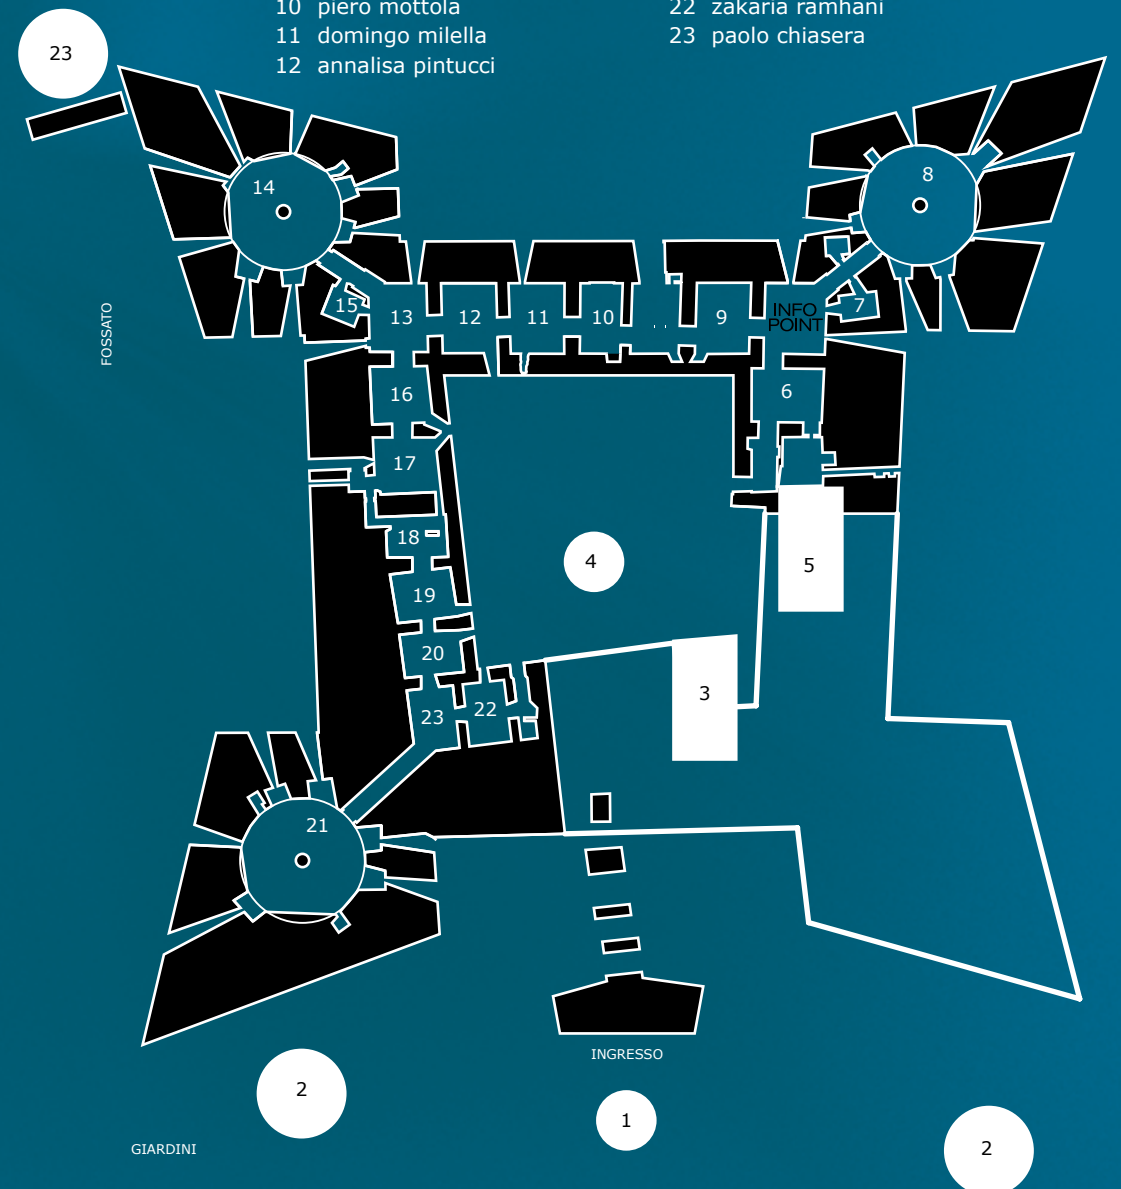 10 piero mottola
11 domingo milella
12 annalisa pintucci
22 zakaria ramhani
23 paolo chiasera
23
14
8
15
13
12
11
10
9
INFO
POINT
7
FOSSATO
16
6
17
18
4
5
19
20
23
22
3
21
INGRESSO
2
1
2
GIARDINI